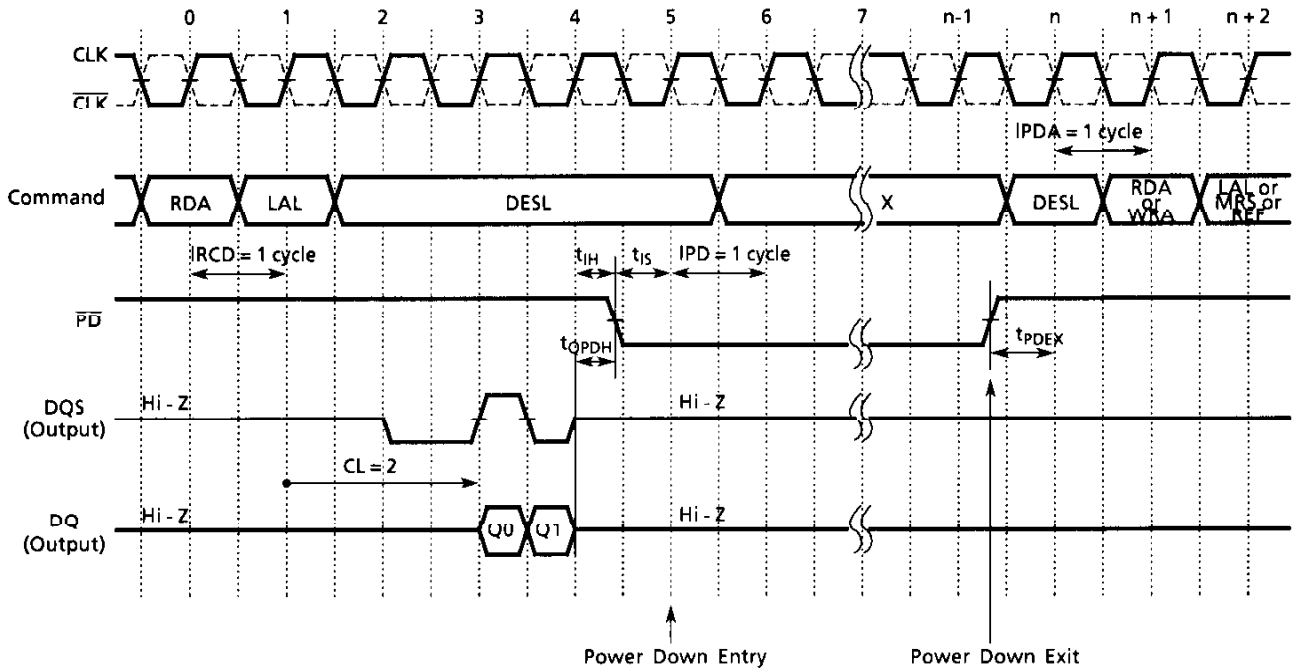 0 1 2 3 4 5 6 7 n-1 n n + 1 n + 2
CLK
CLK
IPDA = 1 cycle
Command
RDA
LAL
DESL
X
DESL
RDA
or
WRA
LAL or
MRS or
REF
IRCD = 1 cycle
tIH
tIS
IPD = 1 cycle
PD
tQPDH
tPDEX
DQS
(Output)
Hi - Z
Hi - Z
CL = 2
DQ
(Output)
Hi - Z
Q0
Q1
Hi - Z
Power Down Entry
Power Down Exit